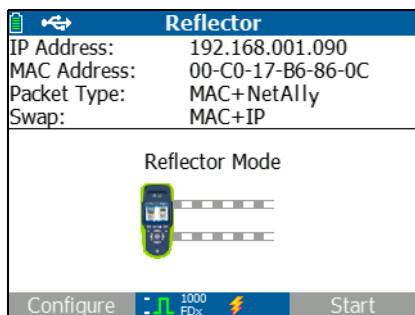 Reflector
IP Address: 192.168.001.090
MAC Address: 00-C0-17-B6-86-0C
Packet Type: MAC+NetAlly
Swap: MAC+IP
Reflector Mode
Configure 1000 FDx Start